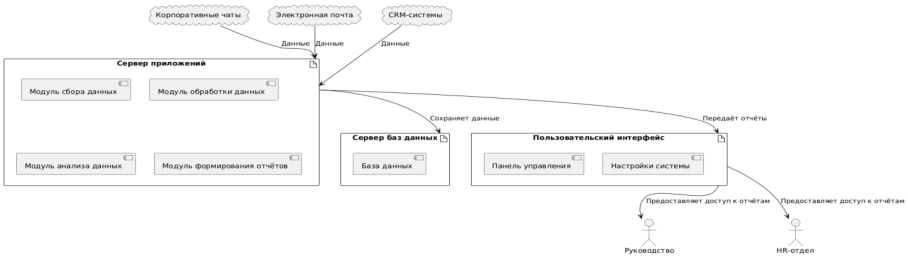 Корпоративные чаты
Электронная почта
CRM-системы
Данные
Данные
Данные
Сервер приложений
Модуль сбора данных
Модуль обработки данных
Сохраняет данные
Передаёт отчёты
Сервер баз данных
Пользовательский интерфейс
Модуль анализа данных
Модуль формирования отчётов
База данных
Панель управления
Настройки системы
Предоставляет доступ к отчётам
Предоставляет доступ к отчётам
Руководство
HR-отдел